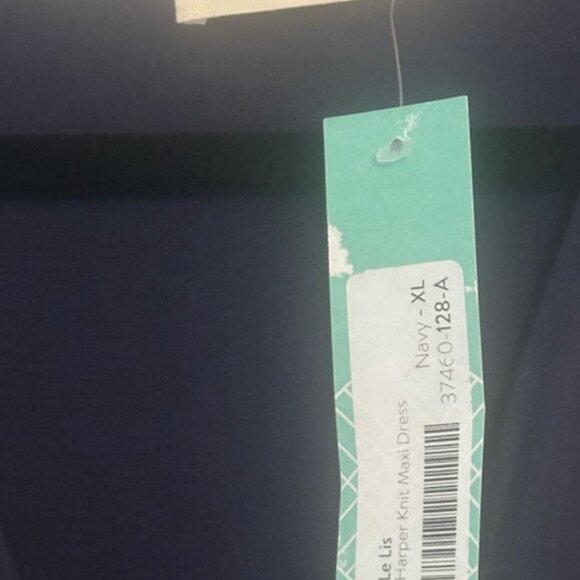 Le Lis
Harper Knit Maxi Dress
Navy - XL
37460-128-A